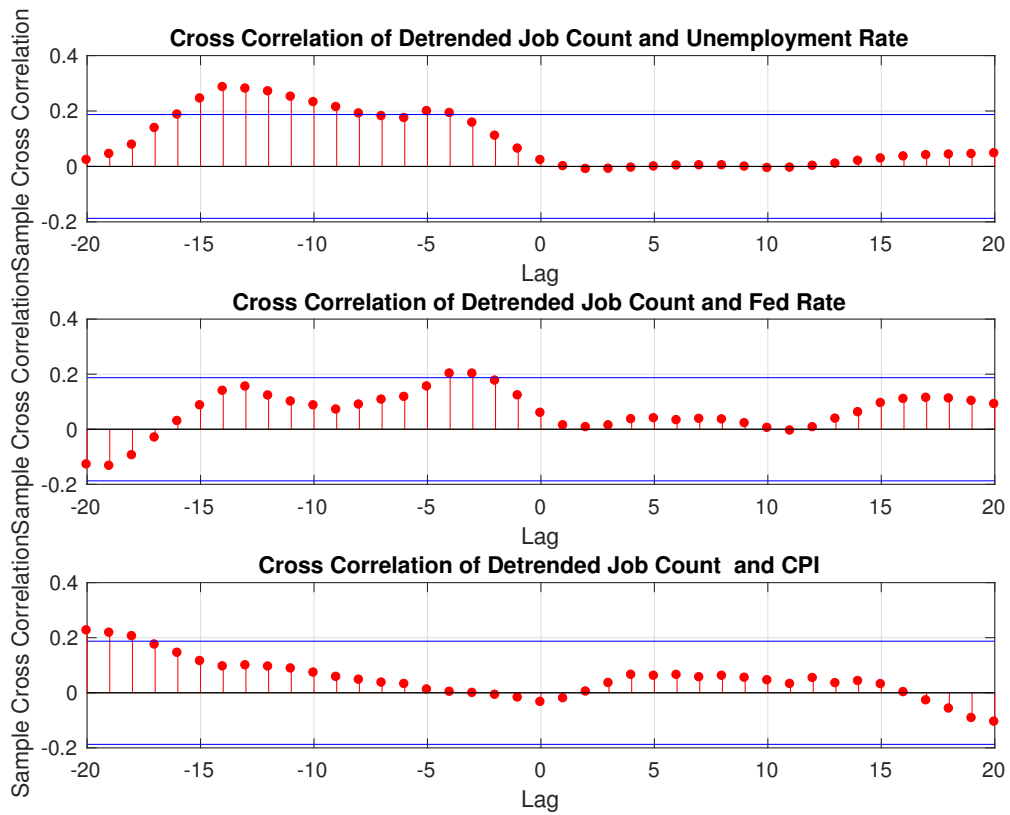 Cross Correlation of Detrended Job Count and Unemployment Rate
Sample Cross Correlation
0.4
0.2
0
-0.2
-20 -15 -10 -5 0 5 10 15 20
Lag
Cross Correlation of Detrended Job Count and Fed Rate
Sample Cross Correlation
0.4
0.2
0
-0.2
-20 -15 -10 -5 0 5 10 15 20
Lag
Cross Correlation of Detrended Job Count and CPI
Sample Cross Correlation
0.4
0.2
0
-0.2
-20 -15 -10 -5 0 5 10 15 20
Lag